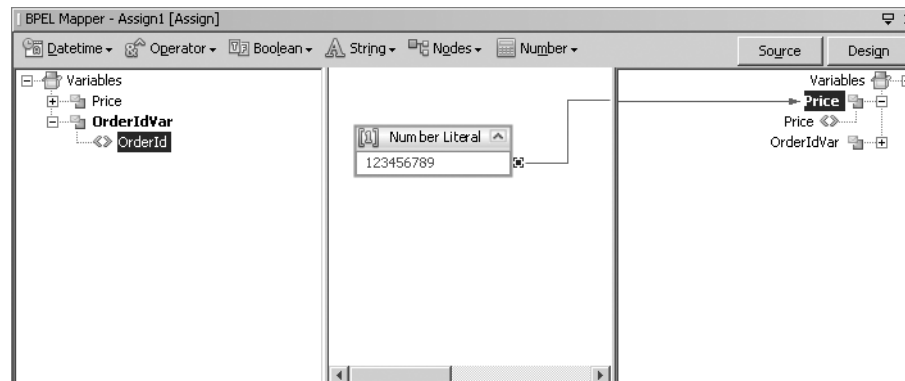 BPEL Mapper - Assign1 [Assign]
Datetime Operator Boolean String Nodes Number Source Design
Variables
Price
OrderIdVar
OrderId
[1] Number Literal
123456789
Variables
Price
Price
OrderIdVar